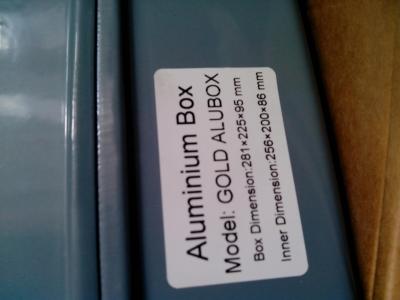 Aluminium Box
Model: GOLD ALUBOX
Box Dimension:281×225×95 mm
Inner Dimension:256×200×86 mm